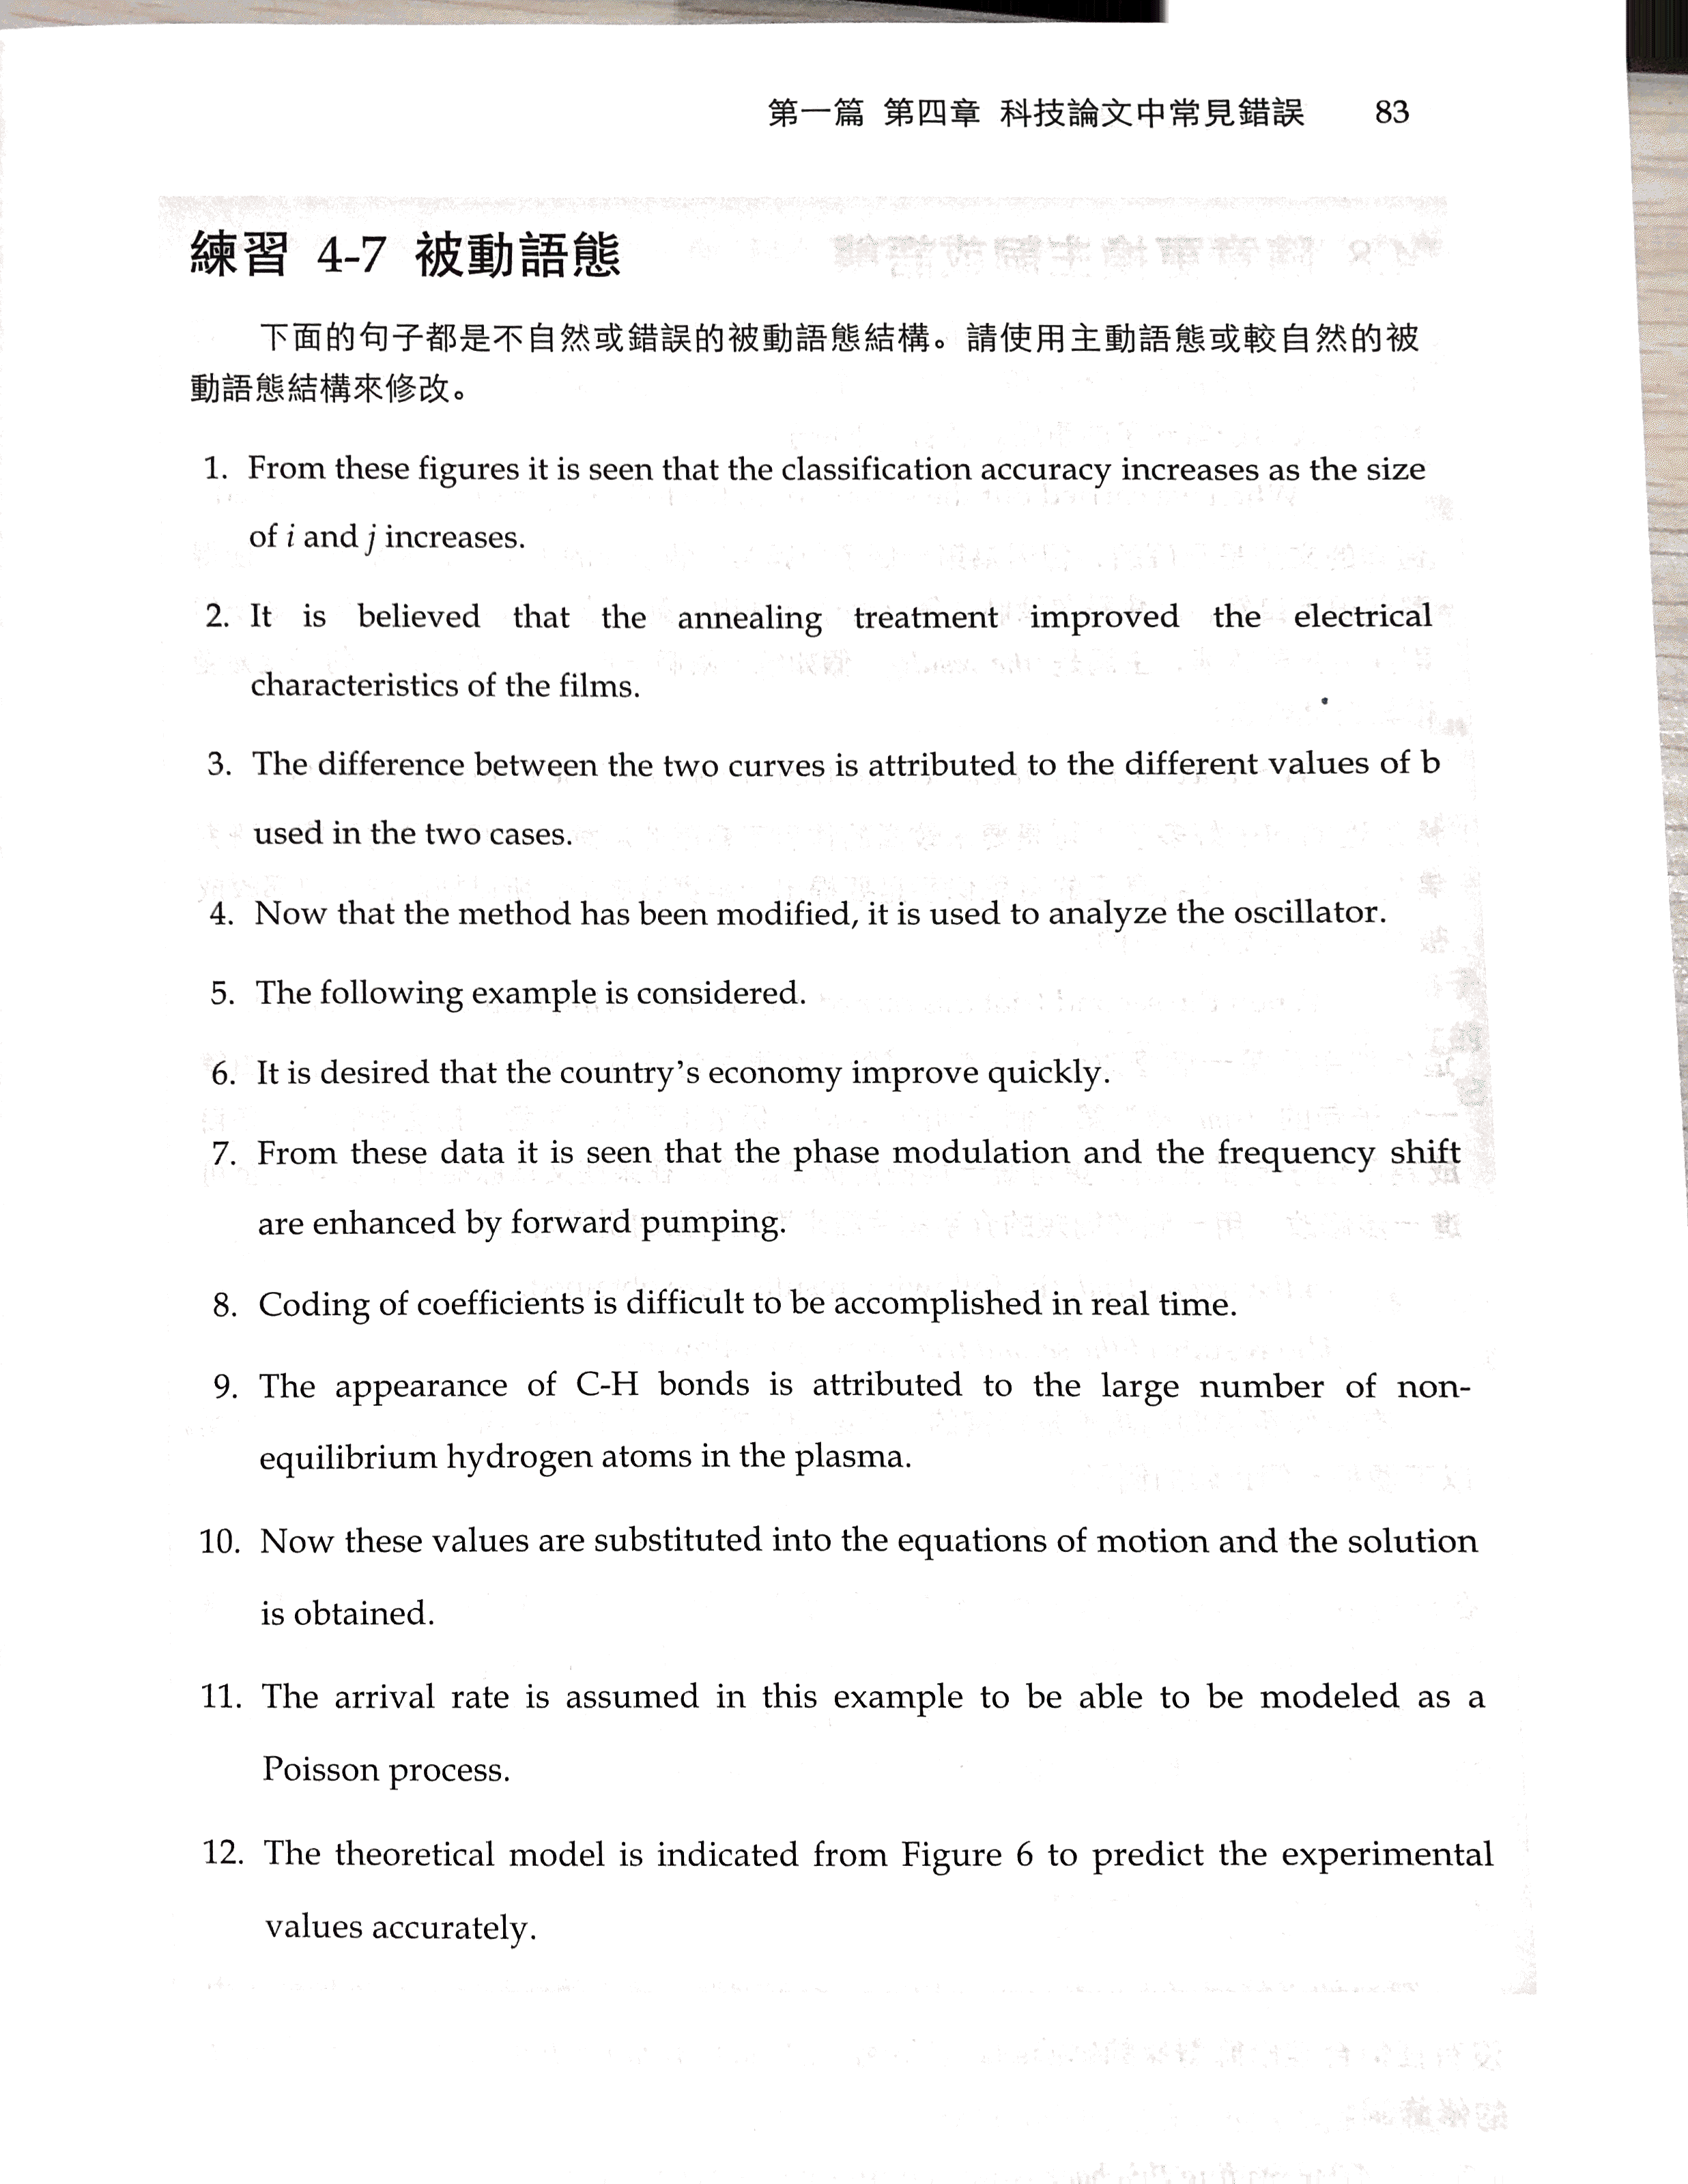 第一篇 第四章 科技論文中常見錯誤 83
練習 4-7 被動語態
下面的句子都是不自然或錯誤的被動語態結構。請使用主動語態或較自然的被
動語態結構來修改。
1. From these figures it is seen that the classification accuracy increases as the size
of i and j increases.
2. It is believed that the annealing treatment improved the electrical
characteristics of the films.
3. The difference between the two curves is attributed to the different values of b
used in the two cases.
4. Now that the method has been modified, it is used to analyze the oscillator.
5. The following example is considered.
6. It is desired that the country's economy improve quickly.
7. From these data it is seen that the phase modulation and the frequency shift
are enhanced by forward pumping.
8. Coding of coefficients is difficult to be accomplished in real time.
9. The appearance of C-H bonds is attributed to the large number of non-
equilibrium hydrogen atoms in the plasma.
10. Now these values are substituted into the equations of motion and the solution
is obtained.
11. The arrival rate is assumed in this example to be able to be modeled as a
Poisson process.
12. The theoretical model is indicated from Figure 6 to predict the experimental
values accurately.